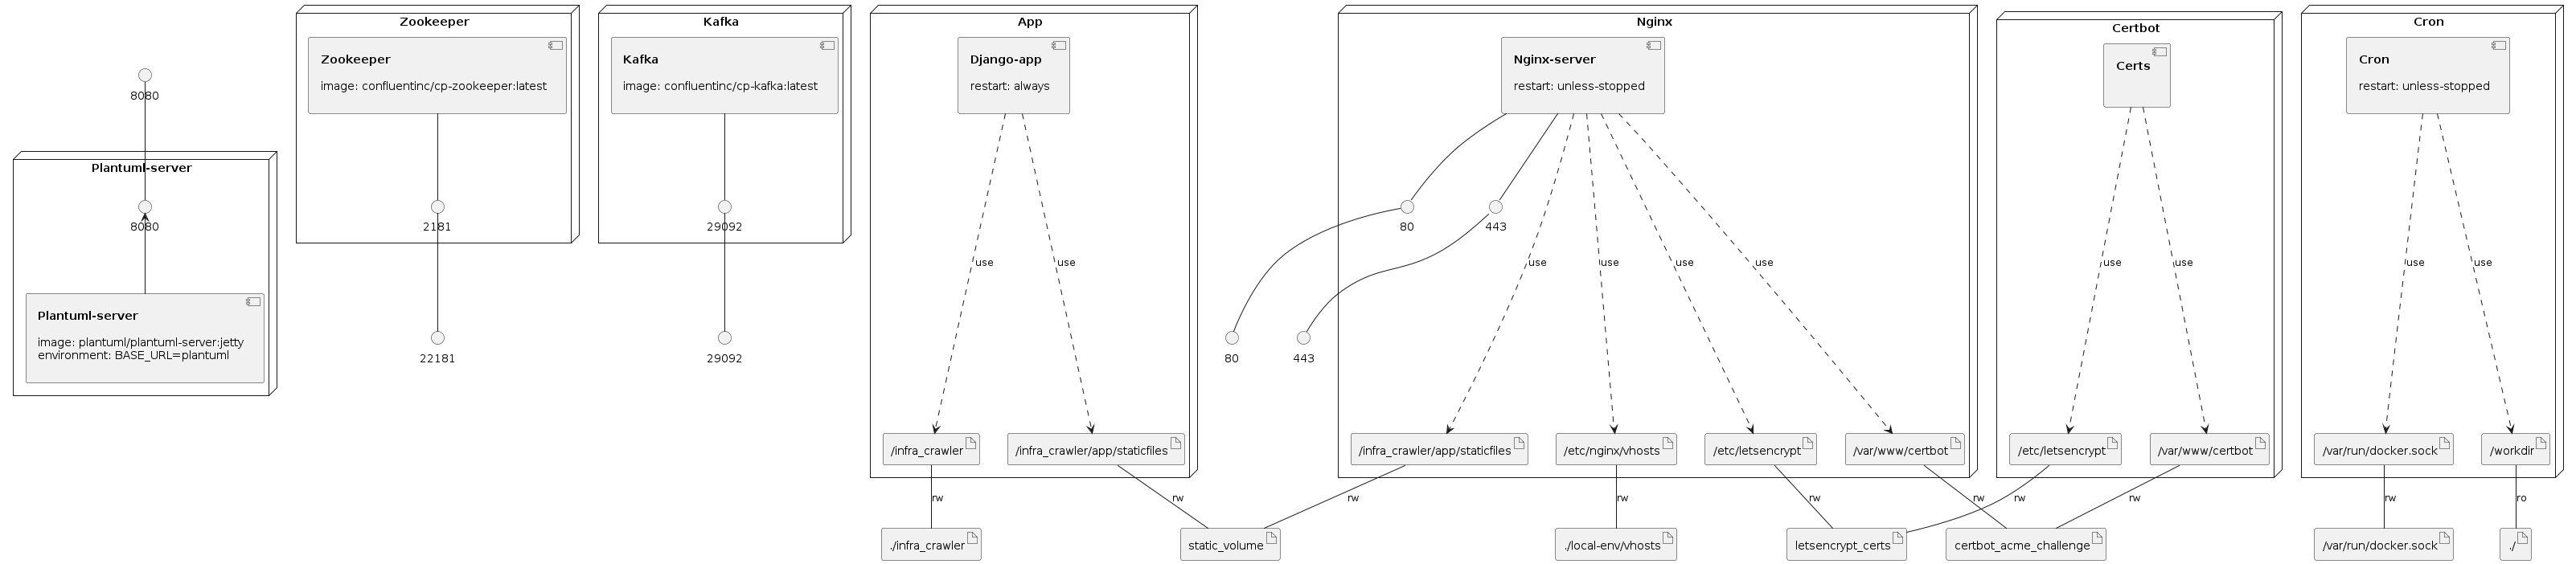 8080
Plantuml-server
8080
Plantuml-server
image: plantuml/plantuml-server:jetty
environment: BASE_URL=plantuml
Zookeeper
Zookeeper
image: confluentinc/cp-zookeeper:latest
2181
22181
Kafka
Kafka
image: confluentinc/cp-kafka:latest
29092
29092
App
Django-app
restart: always
use
use
/infra_crawler
/infra_crawler/app/staticfiles
rw
rw
./infra_crawler
static_volume
Nginx
Nginx-server
restart: unless-stopped
80
443
use
use
use
use
80
443
/infra_crawler/app/staticfiles
/etc/nginx/vhosts
/etc/letsencrypt
/var/www/certbot
rw
rw
rw
rw
./local-env/vhosts
letsencrypt_certs
certbot_acme_challenge
Certbot
Certs
use
use
/etc/letsencrypt
/var/www/certbot
rw
rw
Cron
Cron
restart: unless-stopped
use
use
/var/run/docker.sock
/workdir
rw
ro
/var/run/docker.sock
./